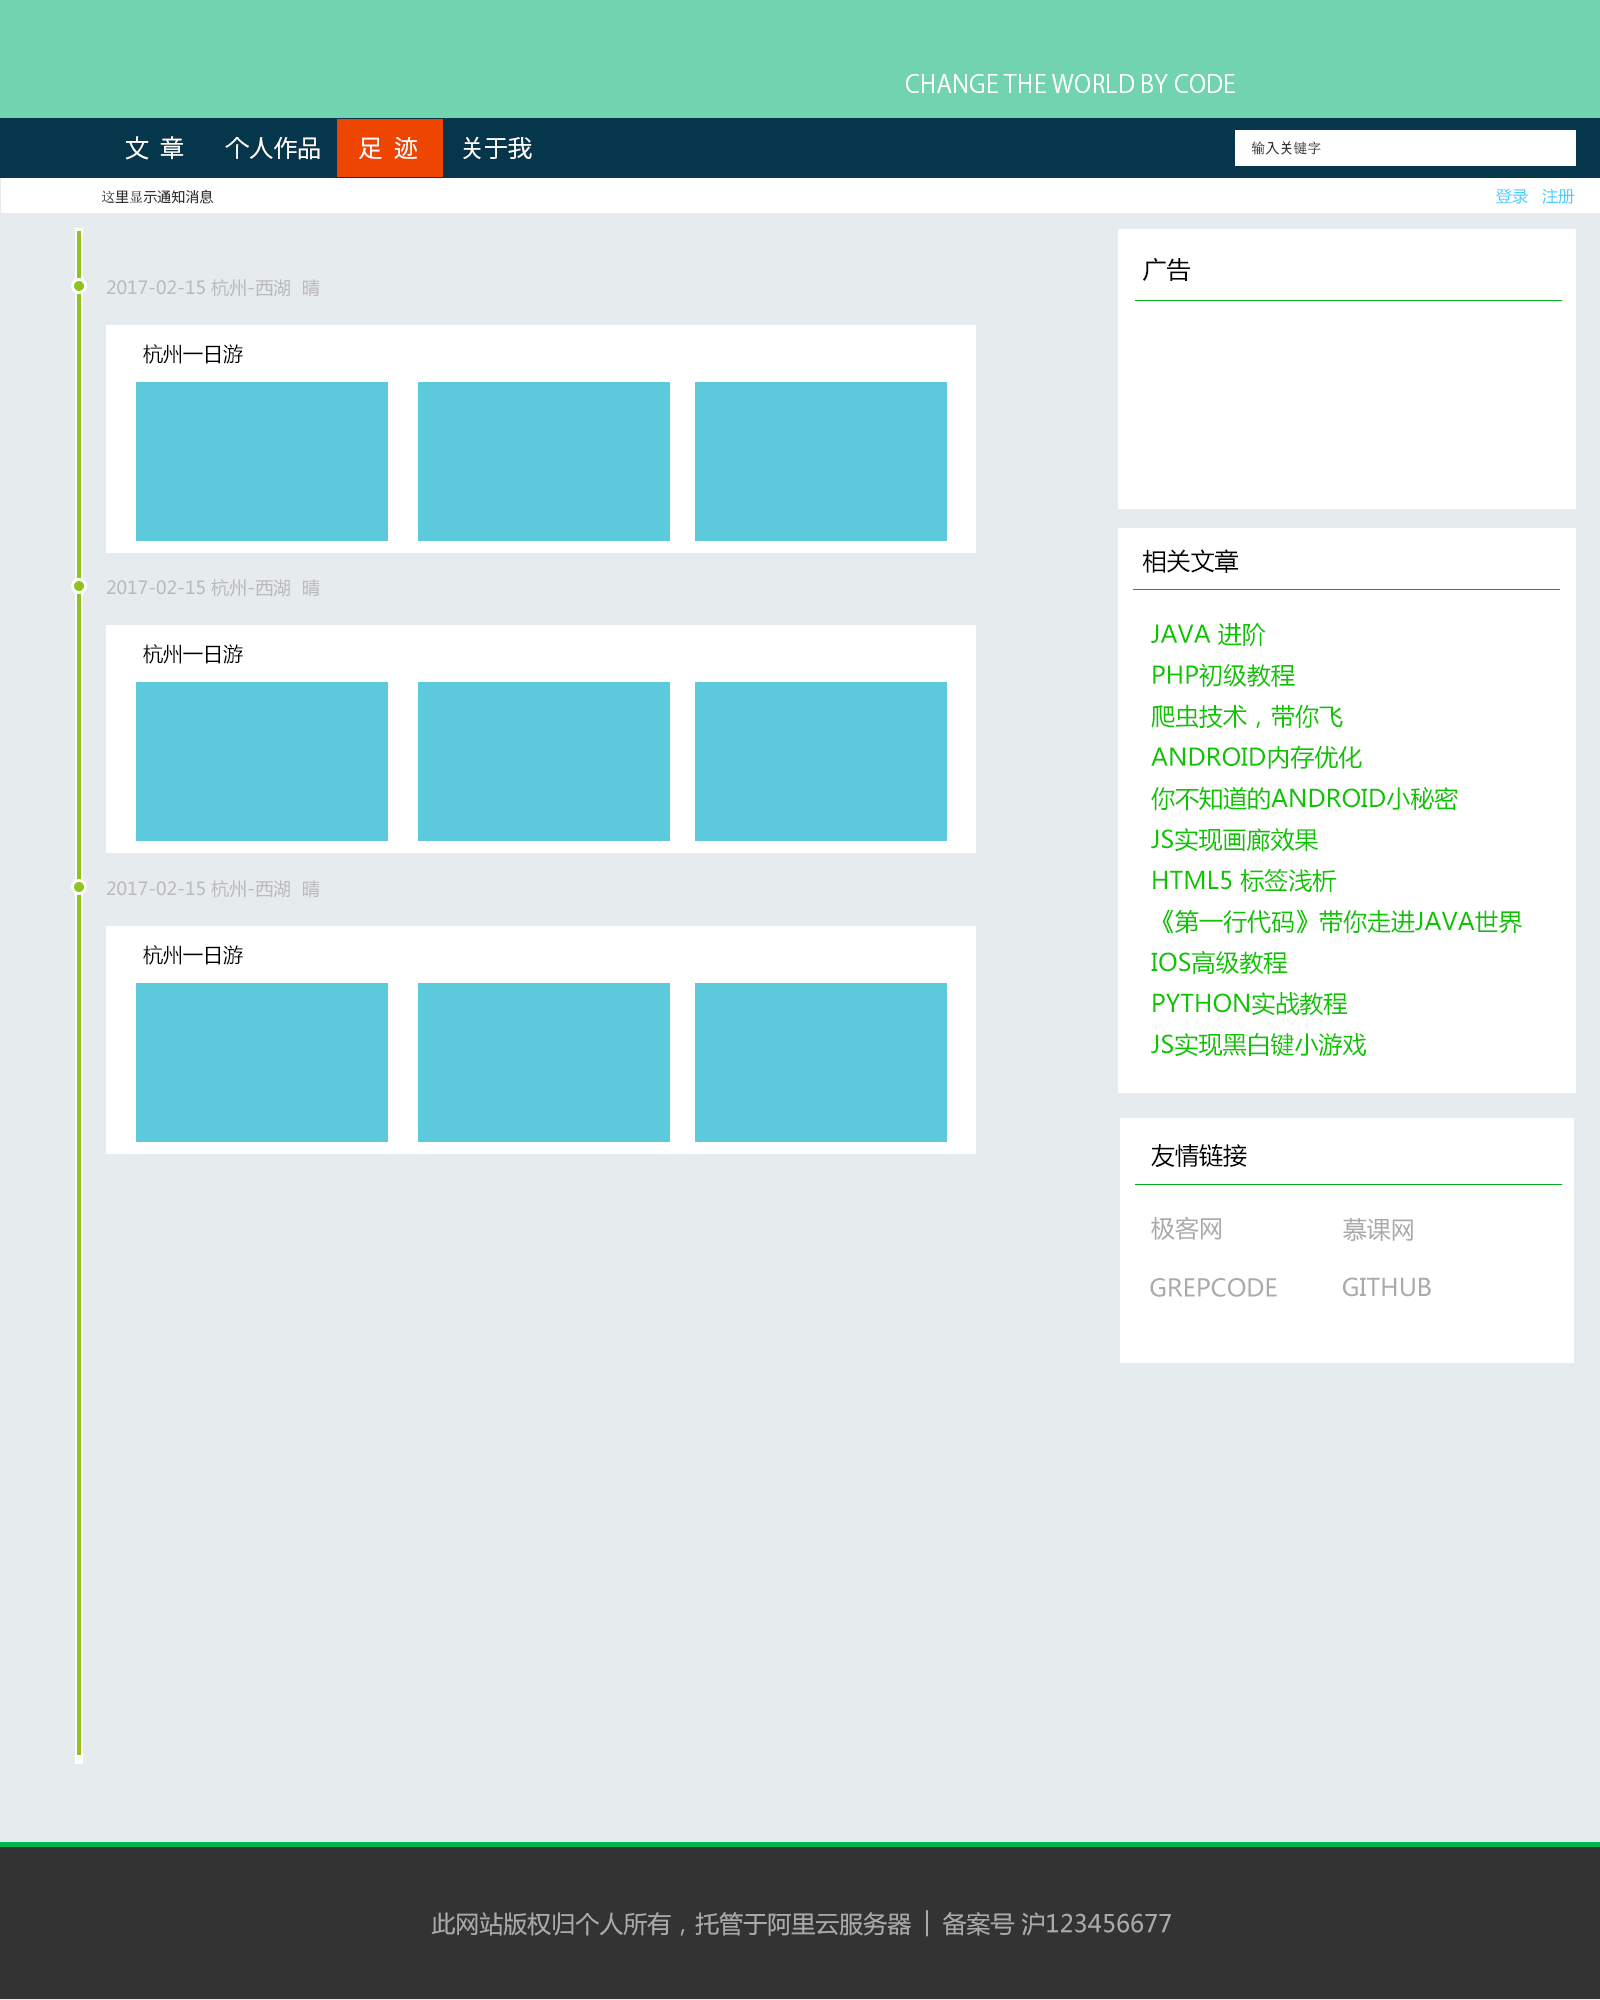 CHANGE THE WORLD BY CODE
文 章 个人作品 足 迹 关于我 输入关键字
这里显示通知消息 登录 注册
2017-02-15 杭州-西湖 晴
杭州一日游
2017-02-15 杭州-西湖 晴
杭州一日游
2017-02-15 杭州-西湖 晴
杭州一日游
广告
相关文章
JAVA 进阶
PHP初级教程
爬虫技术，带你飞
ANDROID内存优化
你不知道的ANDROID小秘密
JS实现画廊效果
HTML5 标签浅析
《第一行代码》带你走进JAVA世界
IOS高级教程
PYTHON实战教程
JS实现黑白键小游戏
友情链接
极客网 慕课网
GREPCODE GITHUB
此网站版权归个人所有，托管于阿里云服务器 | 备案号 沪123456677